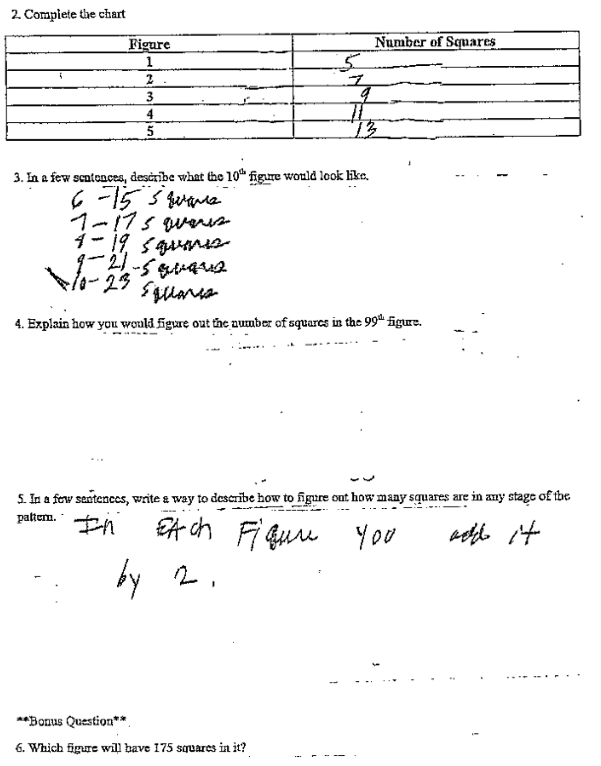 2. Complete the chart
Figure Number of Squares
1 5
2 7
3 9
4 11
5 13
3. In a few sentences, describe what the 10th figure would look like.
6 - 15 squares
7 - 17 squares
8 - 19 squares
9 - 21 - squares
10 - 23 squares
4. Explain how you would figure out the number of squares in the 99th figure.
5. In a few sentences, write a way to describe how to figure out how many squares are in any stage of the
pattern.
In EAch Figure you add it
by 2.
**Bonus Question**
6. Which figure will have 175 squares in it?